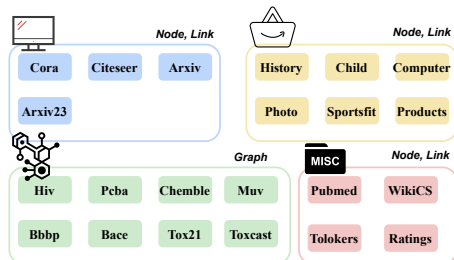 Node, Link
Cora Citeseer Arxiv
Arxiv23
Node, Link
History Child Computer
Photo Sportsfit Products
Graph
Hiv Pcba Chemble Muv
Bbbp Bace Tox21 Toxcast
MISC
Node, Link
Pubmed WikiCS
Tolokers Ratings